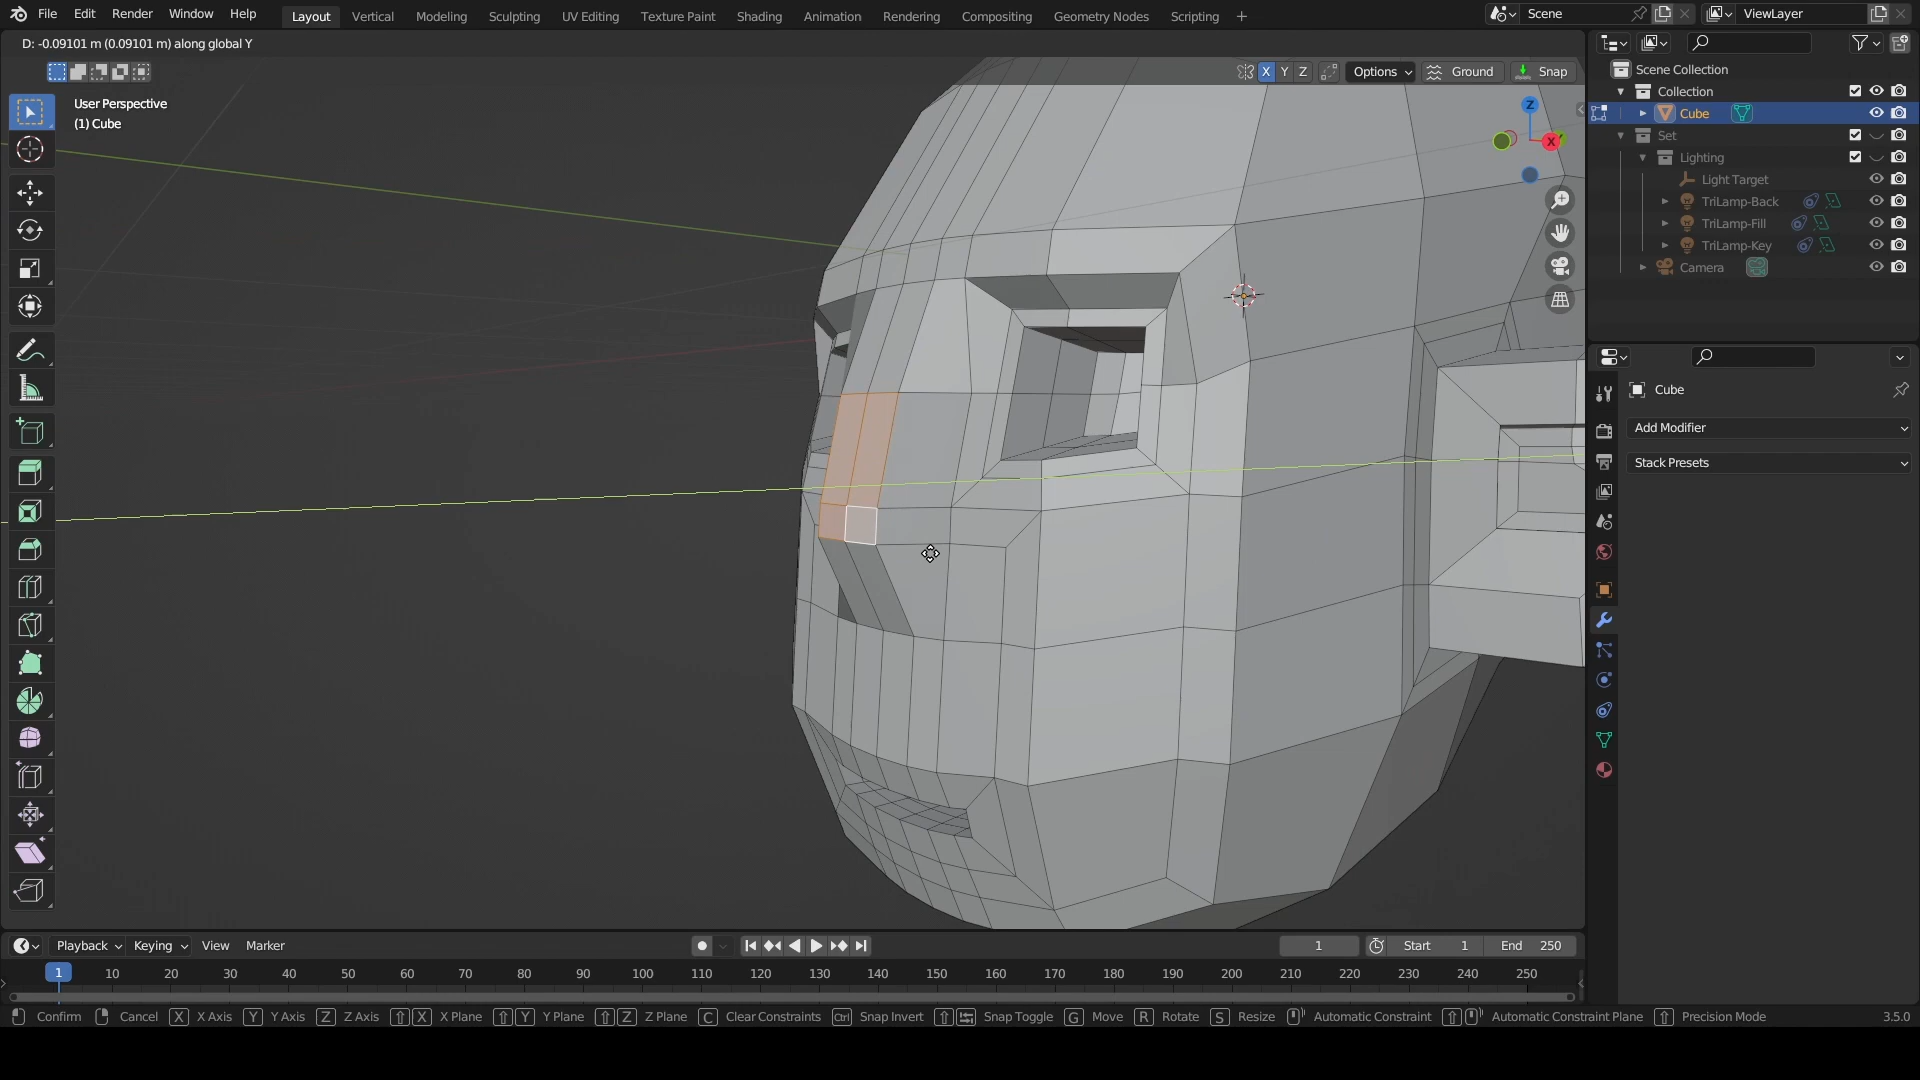 File Edit Render Window Help Layout Vertical Modeling Sculpting UV Editing Texture Paint Shading Animation Rendering Compositing Geometry Nodes Scripting + Scene ViewLayer
D: -0.09101 m (0.09101 m) along global Y
X Y Z Options Ground Snap
User Perspective
(1) Cube
Z
X
Scene Collection
Collection
Cube
Set
Lighting
Light Target
TriLamp-Back
TriLamp-Fill
TriLamp-Key
Camera
Cube
Add Modifier
Stack Presets
Playback Keying View Marker 1 Start 1 End 250
1 10 20 30 40 50 60 70 80 90 100 110 120 130 140 150 160 170 180 190 200 210 220 230 240 250
Confirm Cancel X X Axis Y Y Axis Z Z Axis X X Plane Y Y Plane Z Z Plane C Clear Constraints Ctrl Snap Invert Snap Toggle G Move R Rotate S Resize Automatic Constraint Automatic Constraint Plane Precision Mode 3.5.0